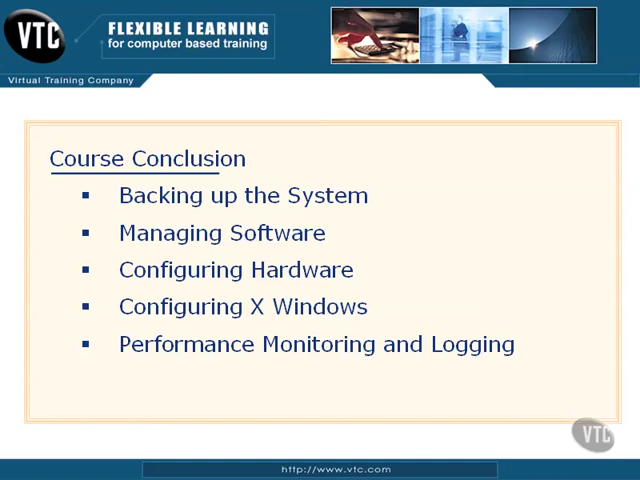 VTC
FLEXIBLE LEARNING
for computer based training
Virtual Training Company
Course Conclusion
Backing up the System
Managing Software
Configuring Hardware
Configuring X Windows
Performance Monitoring and Logging
VTC
http://www.vtc.com